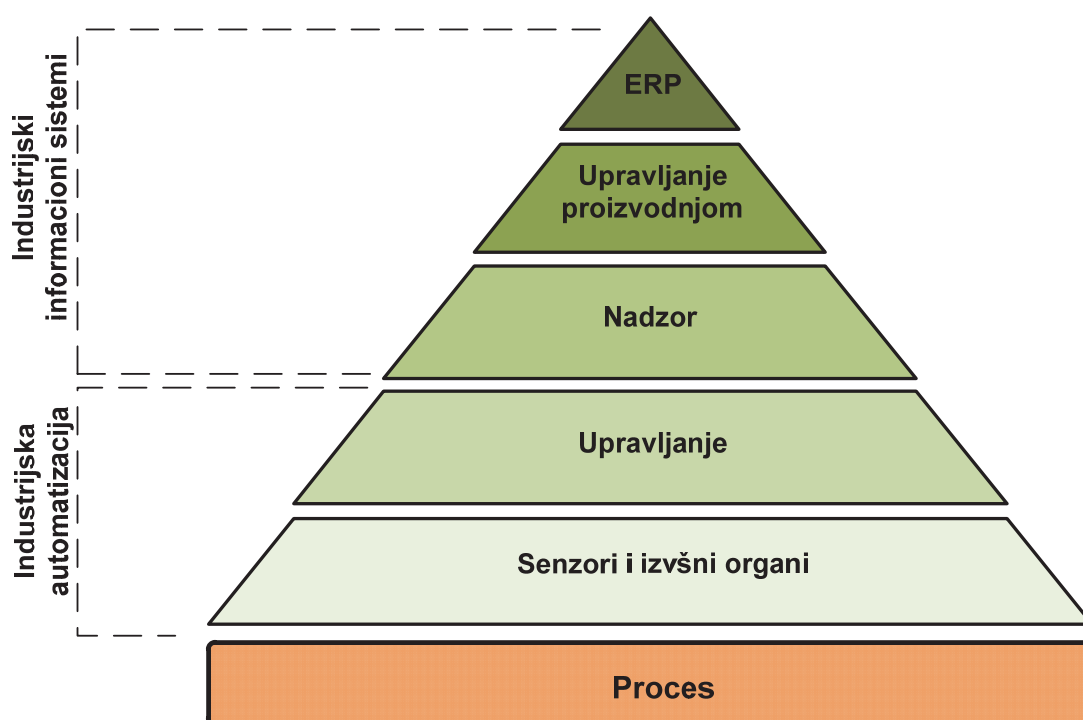 ERP
Upravljanje
proizvodnjom
Nadzor
Upravljanje
Senzori i izvšni organi
Proces
Industrijski
informacioni sistemi
Industrijska
automatizacija